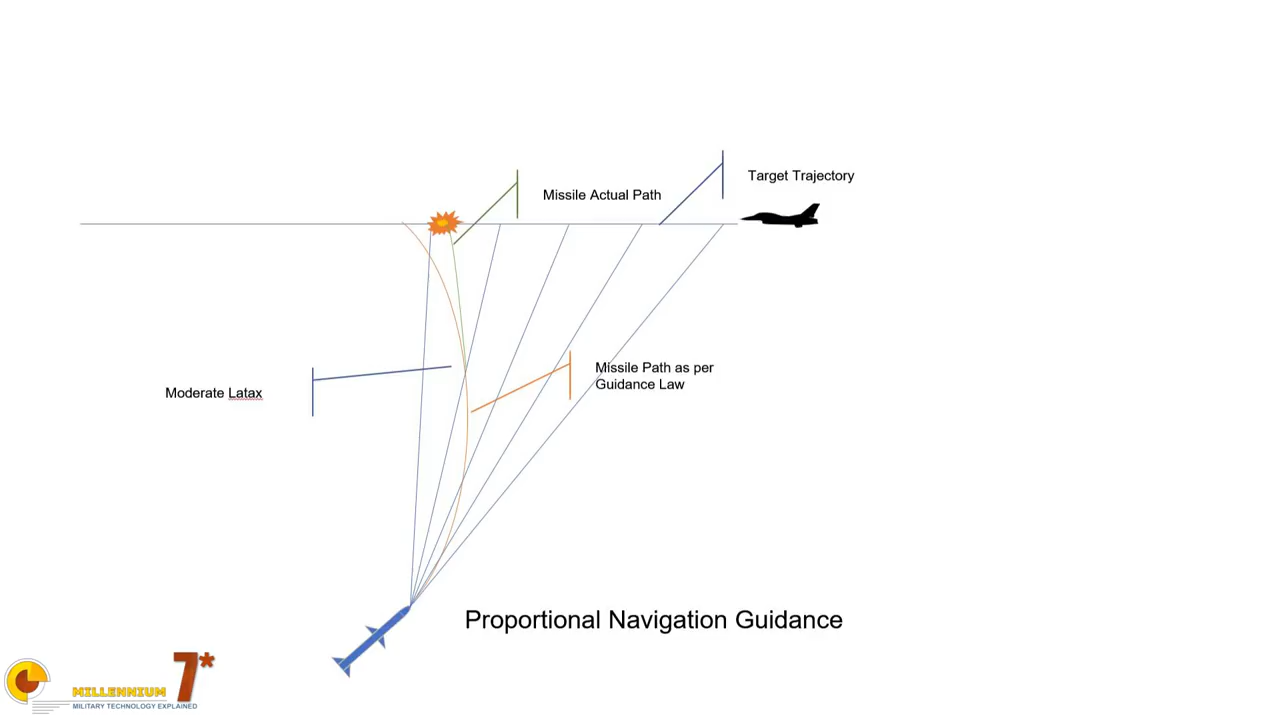 Target Trajectory
Missile Actual Path
Missile Path as per
Guidance Law
Moderate Latax
Proportional Navigation Guidance
7*
MILLENNIUM
MILITARY TECHNOLOGY EXPLAINED